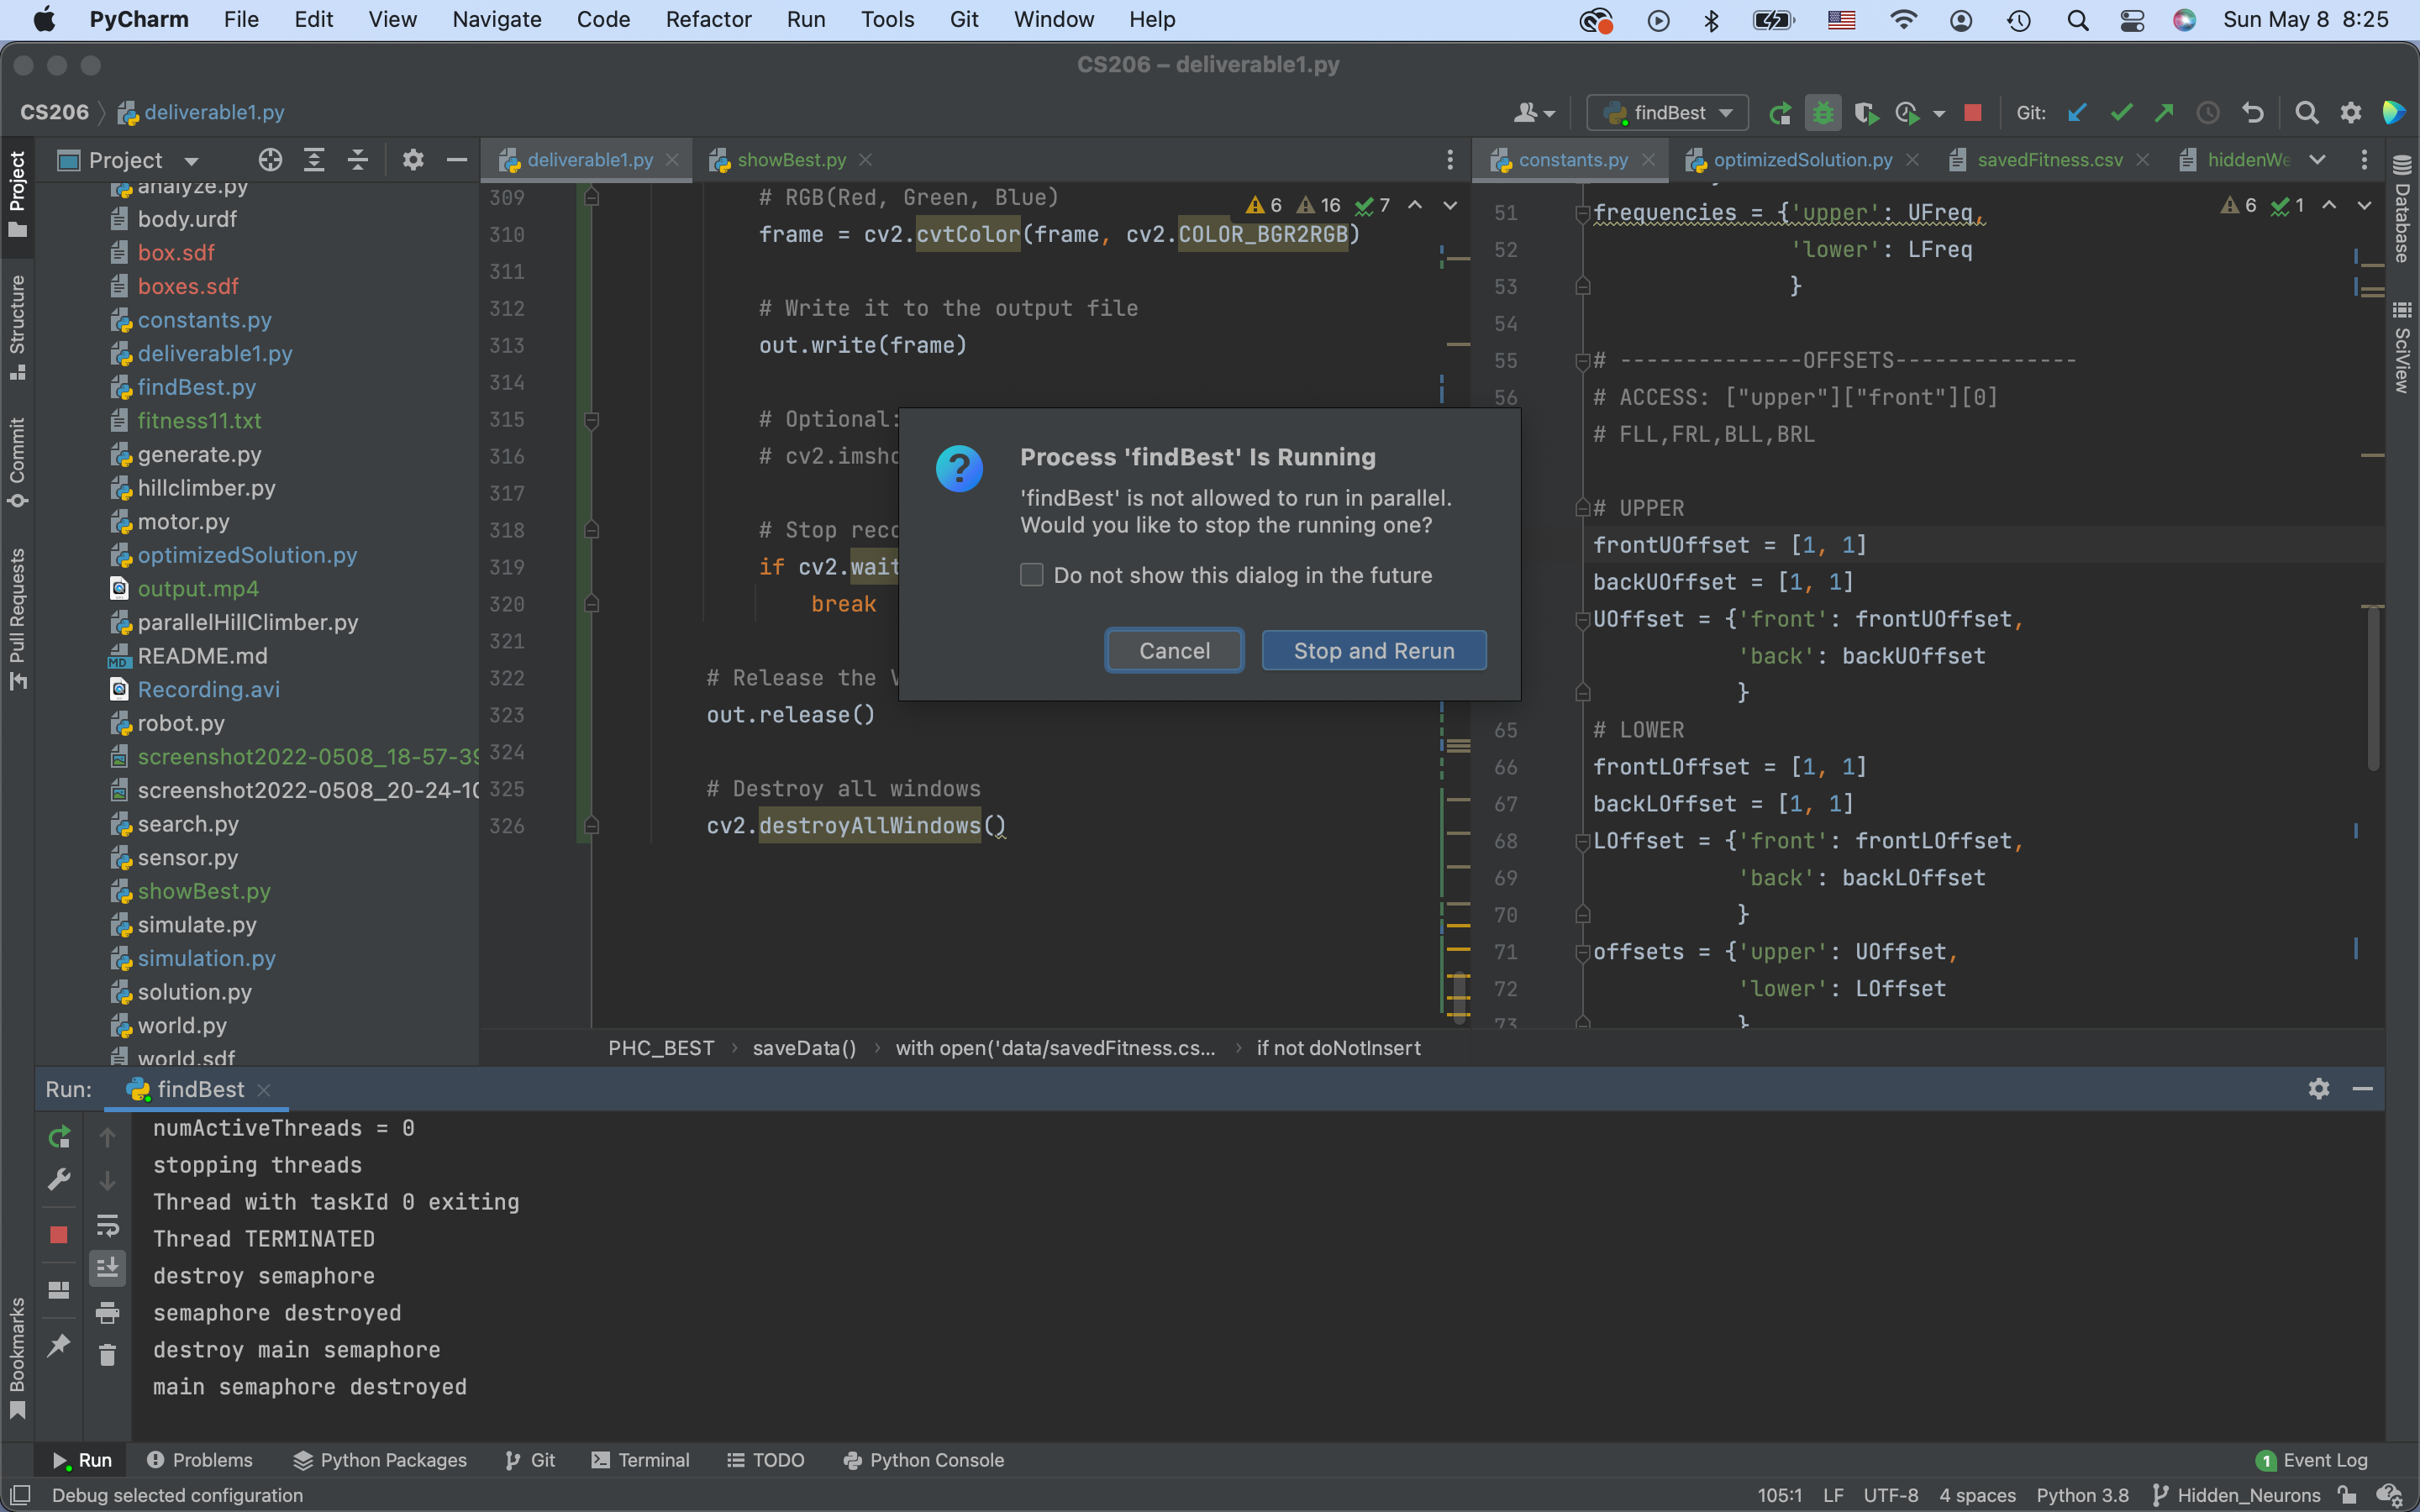 PyCharm File Edit View Navigate Code Refactor Run Tools Git Window Help Sun May 8 8:25
CS206 – deliverable1.py
CS206 deliverable1.py findBest Git:
Project deliverable1.py showBest.py constants.py optimizedSolution.py savedFitness.csv hiddenWe
Project
Structure
Commit
Pull Requests
Bookmarks
analyze.py
body.urdf
box.sdf
boxes.sdf
constants.py
deliverable1.py
findBest.py
fitness11.txt
generate.py
hillclimber.py
motor.py
optimizedSolution.py
output.mp4
parallelHillClimber.py
README.md
Recording.avi
robot.py
screenshot2022-0508_18-57-39
screenshot2022-0508_20-24-10
search.py
sensor.py
showBest.py
simulate.py
simulation.py
solution.py
world.py
world.sdf
6 16 7
309 # RGB(Red, Green, Blue)
310 frame = cv2.cvtColor(frame, cv2.COLOR_BGR2RGB)
311
312 # Write it to the output file
313 out.write(frame)
314
315 # Optional:
316 # cv2.imsho
317
318 # Stop reco
319 if cv2.wait
320 break
321
322 # Release the V
323 out.release()
324
325 # Destroy all windows
326 cv2.destroyAllWindows()
PHC_BEST saveData() with open('data/savedFitness.cs... if not doNotInsert
Process 'findBest' Is Running
'findBest' is not allowed to run in parallel.
Would you like to stop the running one?
Do not show this dialog in the future
Cancel Stop and Rerun
6 1
51 frequencies = {'upper': UFreq,
52 'lower': LFreq
53 }
54
55 # --------------OFFSETS--------------
56 # ACCESS: ["upper"]["front"][0]
# FLL,FRL,BLL,BRL
# UPPER
frontUOffset = [1, 1]
backUOffset = [1, 1]
UOffset = {'front': frontUOffset,
'back': backUOffset
}
65 # LOWER
66 frontLOffset = [1, 1]
67 backLOffset = [1, 1]
68 LOffset = {'front': frontLOffset,
69 'back': backLOffset
70 }
71 offsets = {'upper': UOffset,
72 'lower': LOffset
73 }
Database
SciView
Run: findBest
numActiveThreads = 0
stopping threads
Thread with taskId 0 exiting
Thread TERMINATED
destroy semaphore
semaphore destroyed
destroy main semaphore
main semaphore destroyed
Run Problems Python Packages Git Terminal TODO Python Console 1 Event Log
Debug selected configuration 105:1 LF UTF-8 4 spaces Python 3.8 Hidden_Neurons